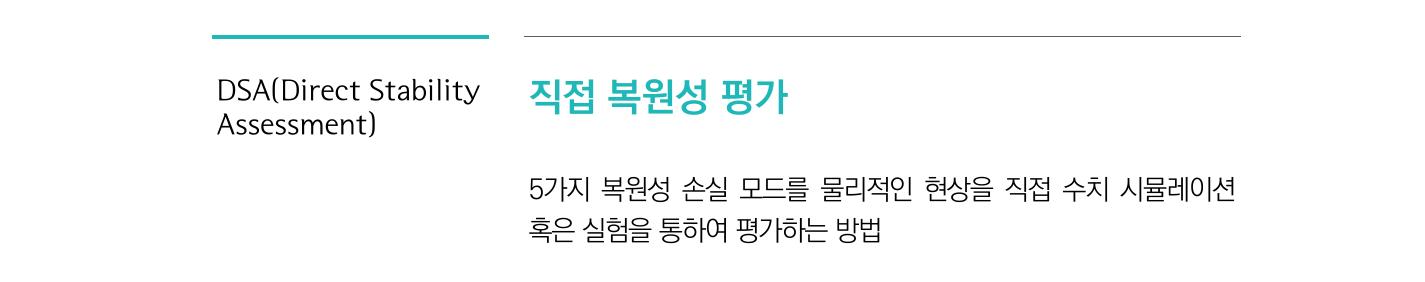 DSA(Direct Stability
Assessment)
직접 복원성 평가
5가지 복원성 손실 모드를 물리적인 현상을 직접 수치 시뮬레이션
혹은 실험을 통하여 평가하는 방법